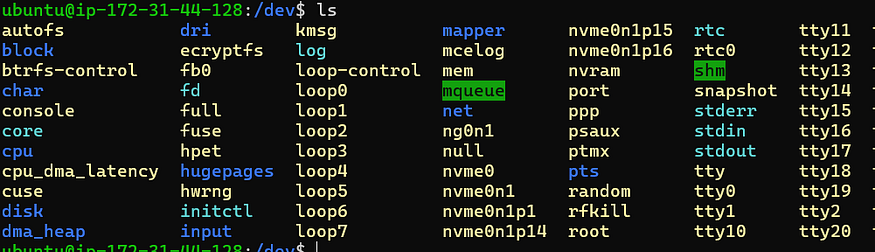 ubuntu@ip-172-31-44-128:/dev$ ls
autofs dri kmsg mapper nvme0n1p15 rtc tty11
block ecryptfs log mcelog nvme0n1p16 rtc0 tty12
btrfs-control fb0 loop-control mem nvram shm tty13
char fd loop0 mqueue port snapshot tty14
console full loop1 net ppp stderr tty15
core fuse loop2 ng0n1 psaux stdin tty16
cpu hpet loop3 null ptmx stdout tty17
cpu_dma_latency hugepages loop4 nvme0 pts tty tty18
cuse hwrng loop5 nvme0n1 random tty0 tty19
disk initctl loop6 nvme0n1p1 rfkill tty1 tty2
dma_heap input loop7 nvme0n1p14 root tty10 tty20
ubuntu@ip-172-31-44-128:/dev$